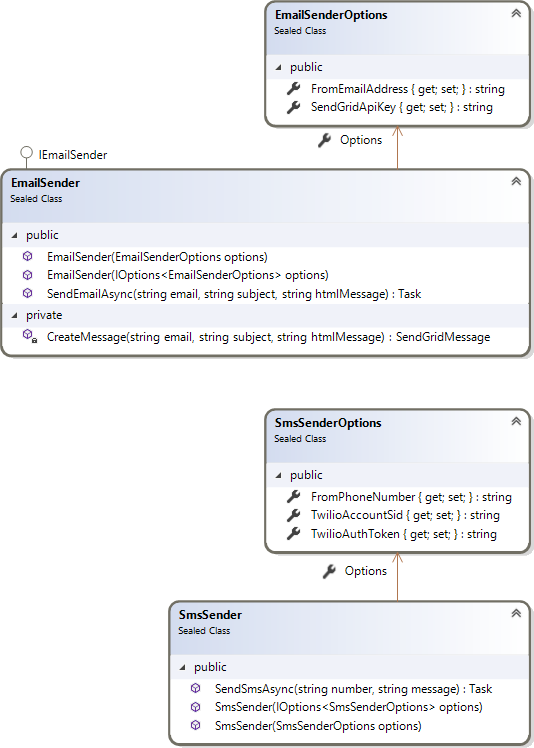 EmailSenderOptions
Sealed Class
public
FromEmailAddress { get; set; } : string
SendGridApiKey { get; set; } : string
Options
IEmailSender
EmailSender
Sealed Class
public
EmailSender(EmailSenderOptions options)
EmailSender(IOptions<EmailSenderOptions> options)
SendEmailAsync(string email, string subject, string htmlMessage) : Task
private
CreateMessage(string email, string subject, string htmlMessage) : SendGridMessage
SmsSenderOptions
Sealed Class
public
FromPhoneNumber { get; set; } : string
TwilioAccountSid { get; set; } : string
TwilioAuthToken { get; set; } : string
Options
SmsSender
Sealed Class
public
SendSmsAsync(string number, string message) : Task
SmsSender(IOptions<SmsSenderOptions> options)
SmsSender(SmsSenderOptions options)